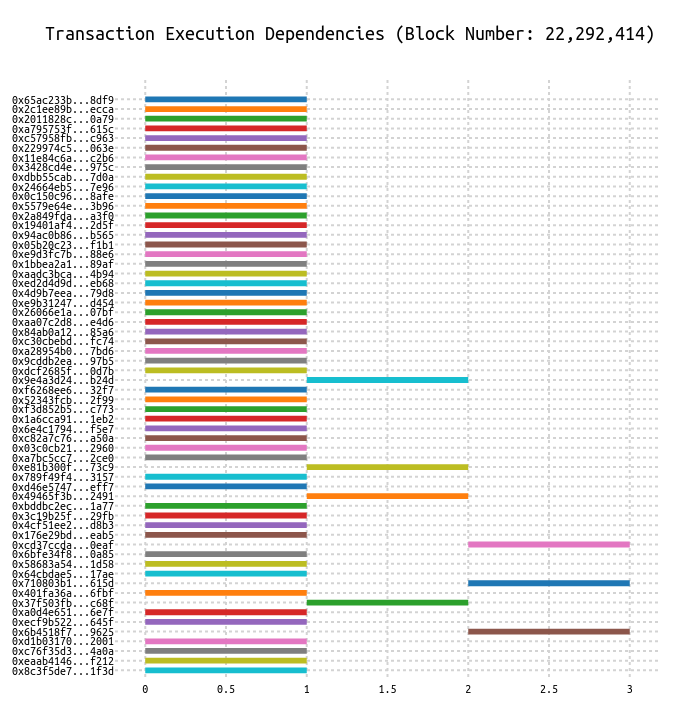 Transaction Execution Dependencies (Block Number: 22,292,414)
0x65ac233b...8df9
0x2c1ee89b...ecca
0x2011828c...0a79
0xa795753f...615c
0xc57958fb...c963
0x229974c5...063e
0x11e84c6a...c2b6
0x3428cd4e...975c
0xdbb55cab...7d0a
0x24664eb5...7e96
0x0c150c96...8afe
0x5579e64e...3b96
0x2a849fda...a3f0
0x19401af4...2d5f
0x94ac0b86...b565
0x05b20c23...f1b1
0xe9d3fc7b...88e6
0x1bbea2a1...89af
0xaadc3bca...4b94
0xed2d4d9d...eb68
0x4d9b7eea...79d8
0xe9b31247...d454
0x26066e1a...07bf
0xaa07c2d8...e4d6
0x84ab0a12...85a6
0xc30cbebd...fc74
0xa28954b0...7bd6
0x9cddb2ea...97b5
0xdcf2685f...0d7b
0x9e4a3d24...b24d
0xf6268ee6...32f7
0x52343fcb...2f99
0xf3d852b5...c773
0x1a6cca91...1eb2
0x6e4c1794...f5e7
0xc82a7c76...a50a
0x03c0cb21...2960
0xa7bc5cc7...2ce0
0xe81b300f...73c9
0x789f49f4...3157
0xd46e5747...eff7
0x49465f3b...2491
0xbddbc2ec...1a77
0x3c19b25f...29fb
0x4cf51ee2...d8b3
0x176e29bd...eab5
0xcd37ccda...0eaf
0x6bfe34f8...0a85
0x58683a54...1d58
0x64cbdae5...17ae
0x710803b1...615d
0x401fa36a...6fbf
0x37f503fb...c68f
0xa0d4e651...6e7f
0xecf9b522...645f
0x6b4518f7...9625
0xd1b03170...2001
0xc76f35d3...4a0a
0xeaab4146...f212
0x8c3f5de7...1f3d
0 0.5 1 1.5 2 2.5 3